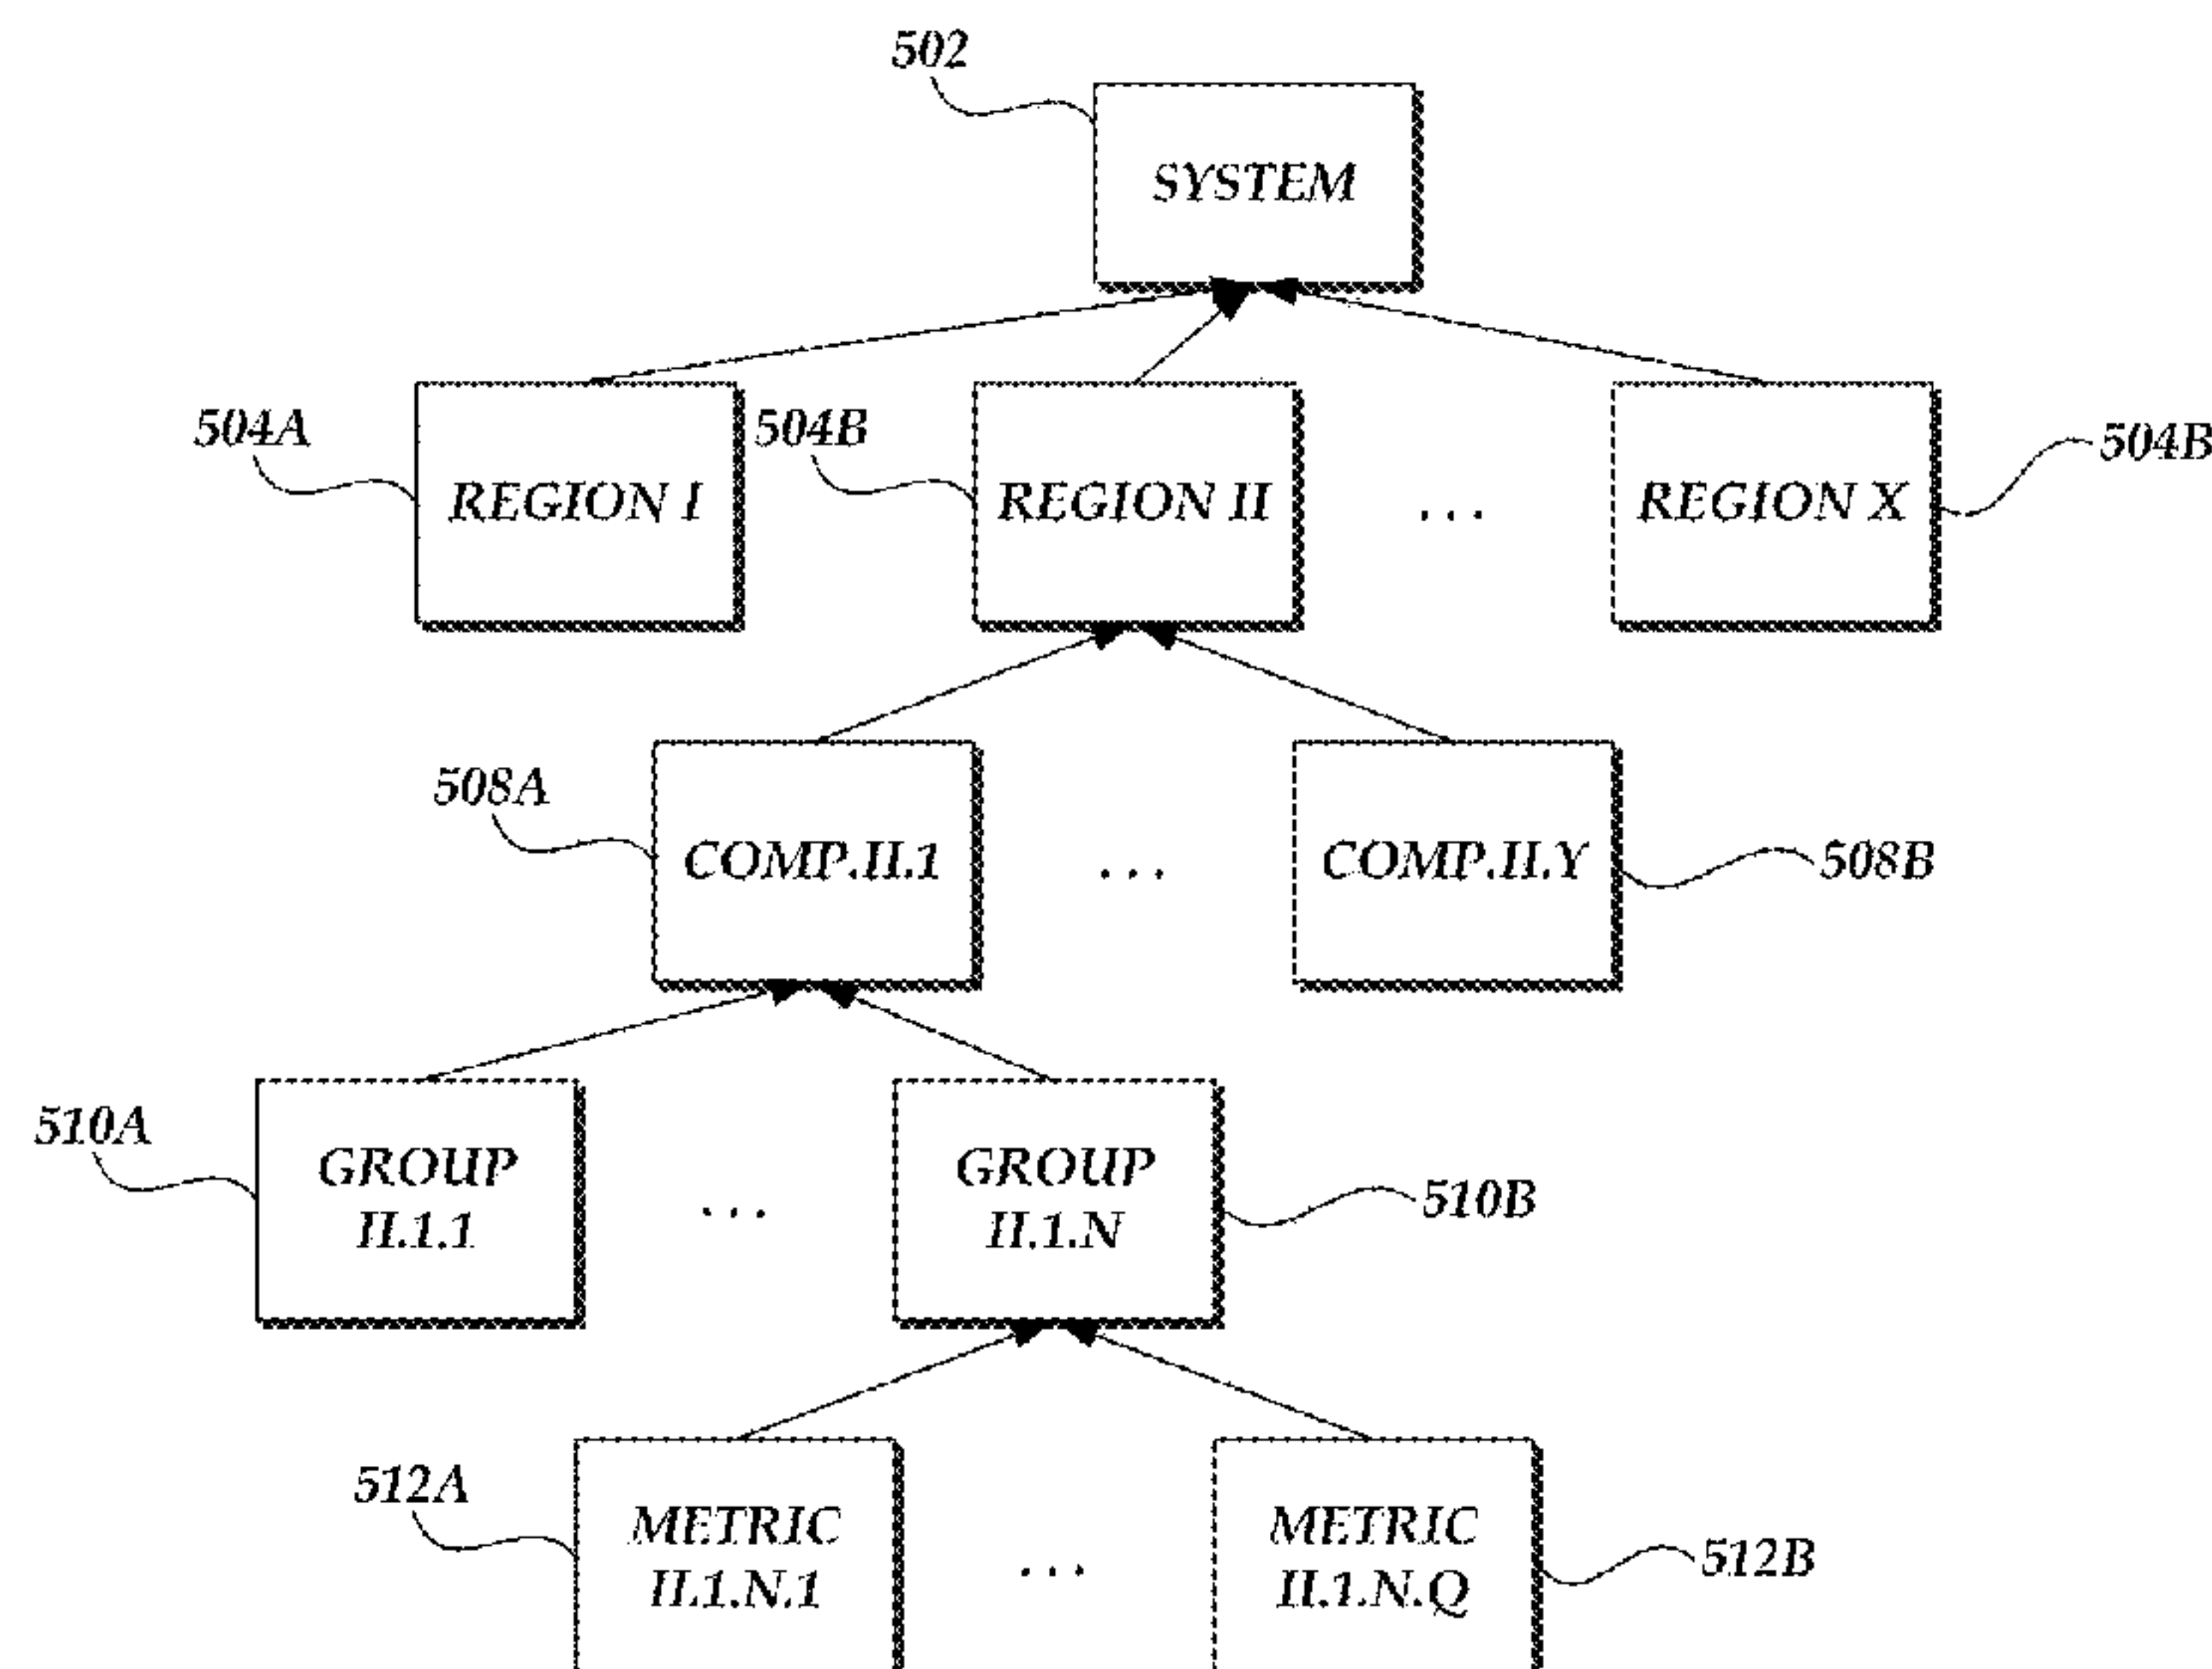 502
SYSTEM
504A
REGION I
504B
REGION II
...
REGION X
504B
508A
COMP.II.1
...
COMP.II.Y
508B
510A
GROUP
II.1.1
...
GROUP
II.1.N
510B
512A
METRIC
II.1.N.1
...
METRIC
II.1.N.Q
512B